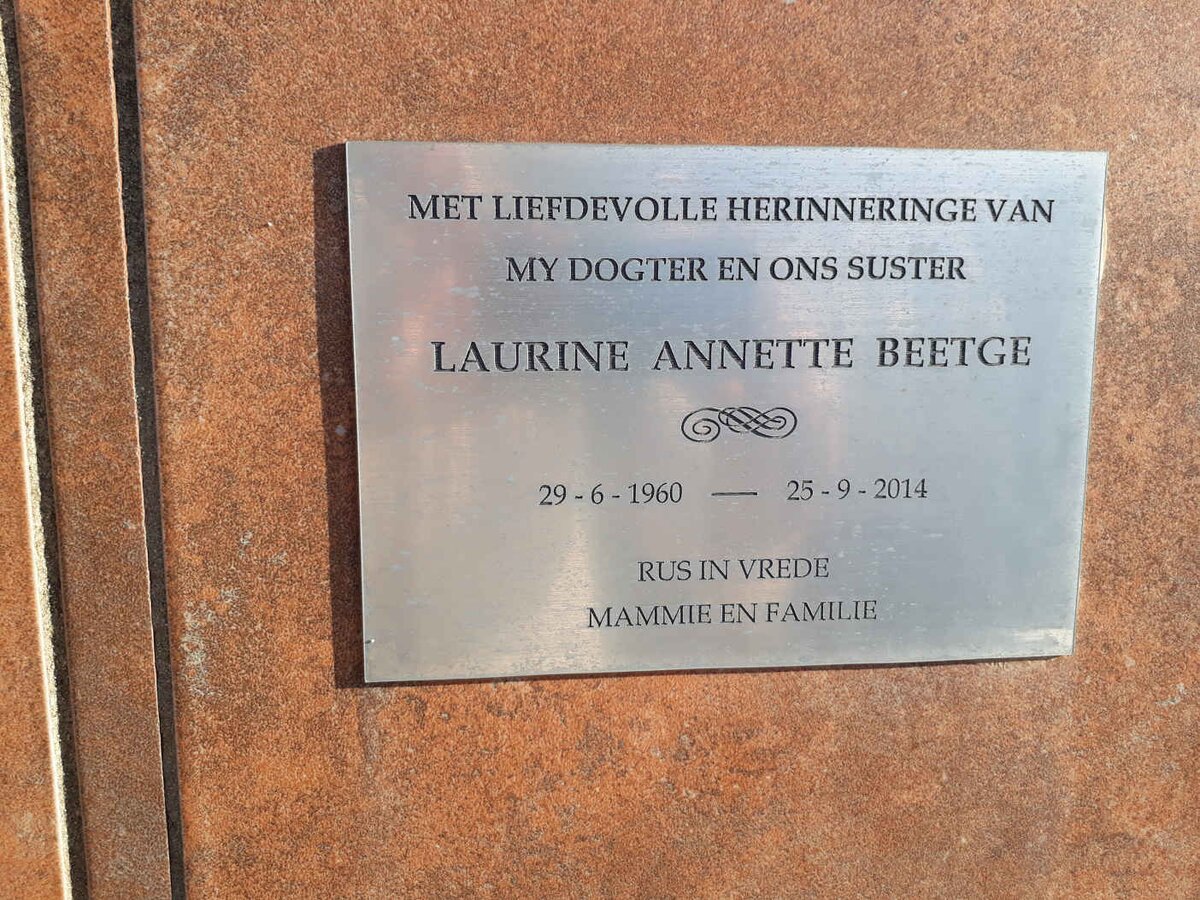 MET LIEFDEVOLLE HERINNERINGE VAN
MY DOGTER EN ONS SUSTER
LAURINE ANNETTE BEETGE
29 - 6 - 1960 — 25 - 9 - 2014
RUS IN VREDE
MAMMIE EN FAMILIE